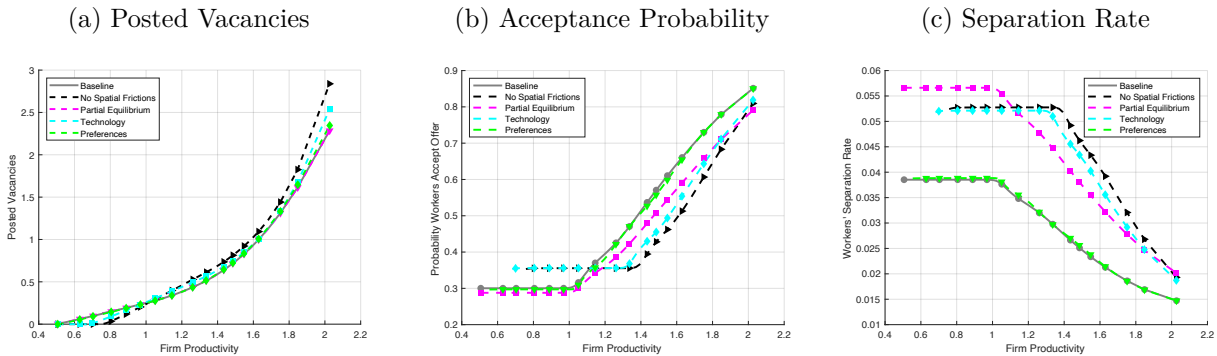 (a) Posted Vacancies
(b) Acceptance Probability
(c) Separation Rate
3
2.5
2
1.5
1
0.5
0
Posted Vacancies
Baseline
No Spatial Frictions
Partial Equilibrium
Technology
Preferences
0.4 0.6 0.8 1 1.2 1.4 1.6 1.8 2 2.2
Firm Productivity
0.9
0.8
0.7
0.6
0.5
0.4
0.3
0.2
Probability Workers Accept Offer
Baseline
No Spatial Frictions
Partial Equilibrium
Technology
Preferences
0.4 0.6 0.8 1 1.2 1.4 1.6 1.8 2 2.2
Firm Productivity
0.06
0.055
0.05
0.045
0.04
0.035
0.03
0.025
0.02
0.015
0.01
Workers' Separation Rate
Baseline
No Spatial Frictions
Partial Equilibrium
Technology
Preferences
0.4 0.6 0.8 1 1.2 1.4 1.6 1.8 2 2.2
Firm Productivity